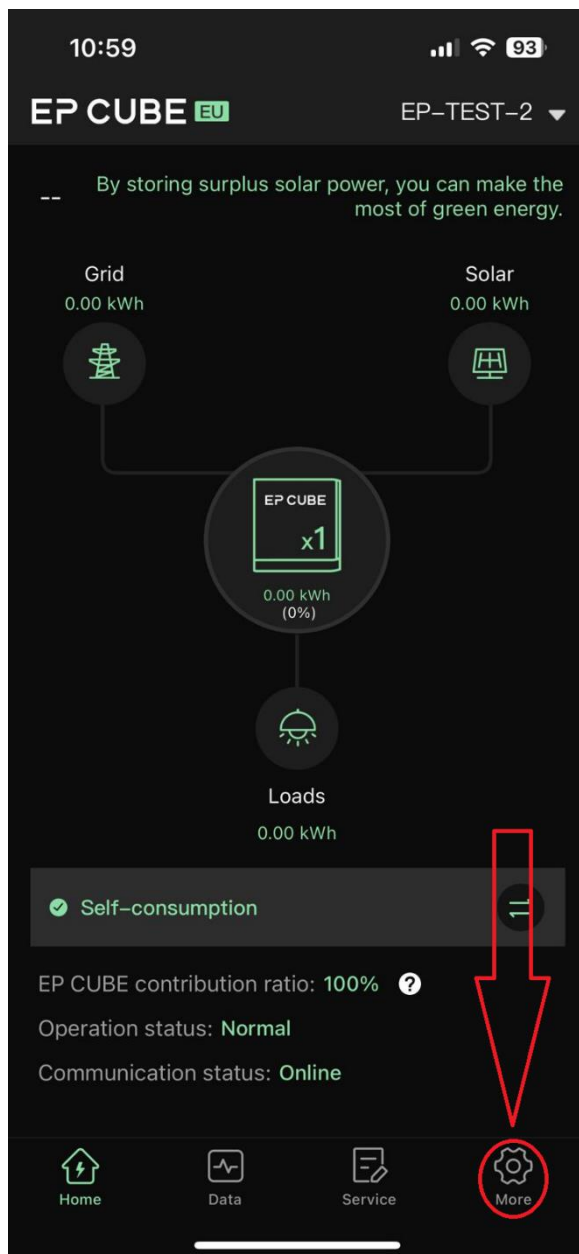 10:59
93
EP CUBE EU
EP-TEST-2
-- By storing surplus solar power, you can make the
most of green energy.
Grid
Solar
0.00 kWh
0.00 kWh
EP CUBE
x1
0.00 kWh
(0%)
Loads
0.00 kWh
Self-consumption
EP CUBE contribution ratio: 100% ?
Operation status: Normal
Communication status: Online
Home
Data
Service
More